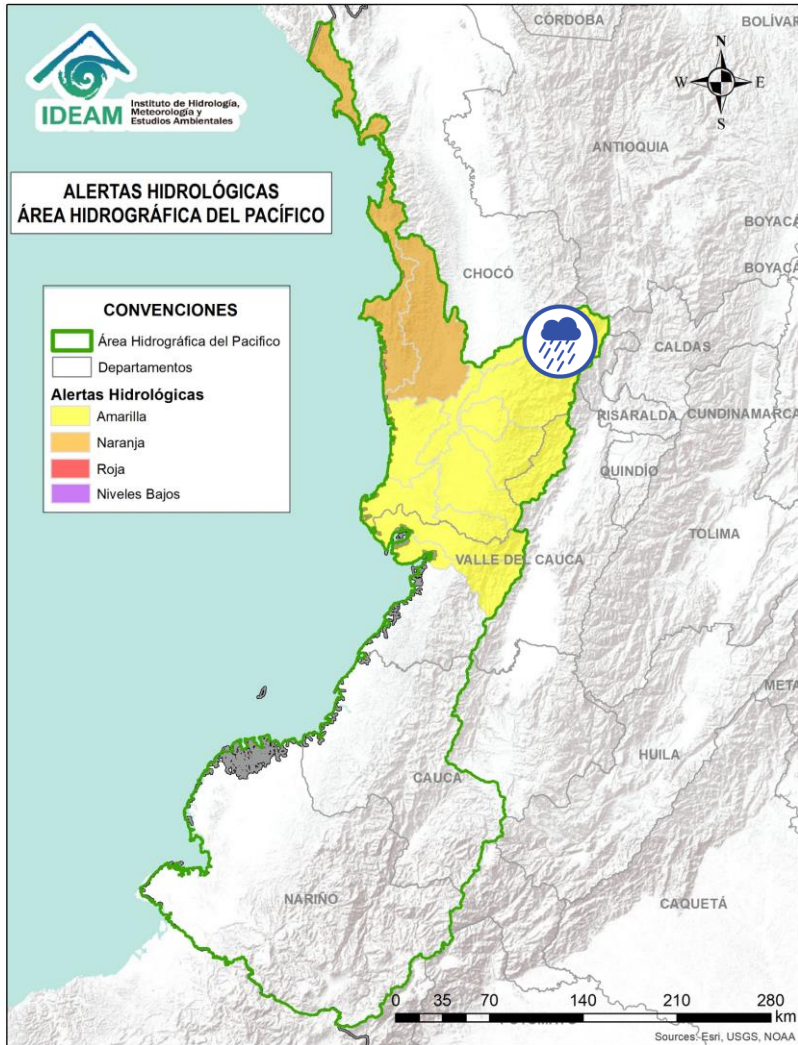 CÓRDOBA
BOLÍVAR
N
W
E
S
IDEAM
Instituto de Hidrología,
Meteorología y
Estudios Ambientales
ANTIOQUIA
ALERTAS HIDROLÓGICAS
ÁREA HIDROGRÁFICA DEL PACÍFICO
BOYACÁ
BOYACÁ
CHOCÓ
CONVENCIONES
Área Hidrográfica del Pacifico
Departamentos
Alertas Hidrológicas
Amarilla
Naranja
Roja
Niveles Bajos
CALDAS
RISARALDA
CUNDINAMARCA
QUINDÍO
TOLIMA
VALLE DEL CAUCA
META
HUILA
CAUCA
NARIÑO
CAQUETÁ
0 35 70 140 210 280
km
Sources: Esri, USGS, NOAA